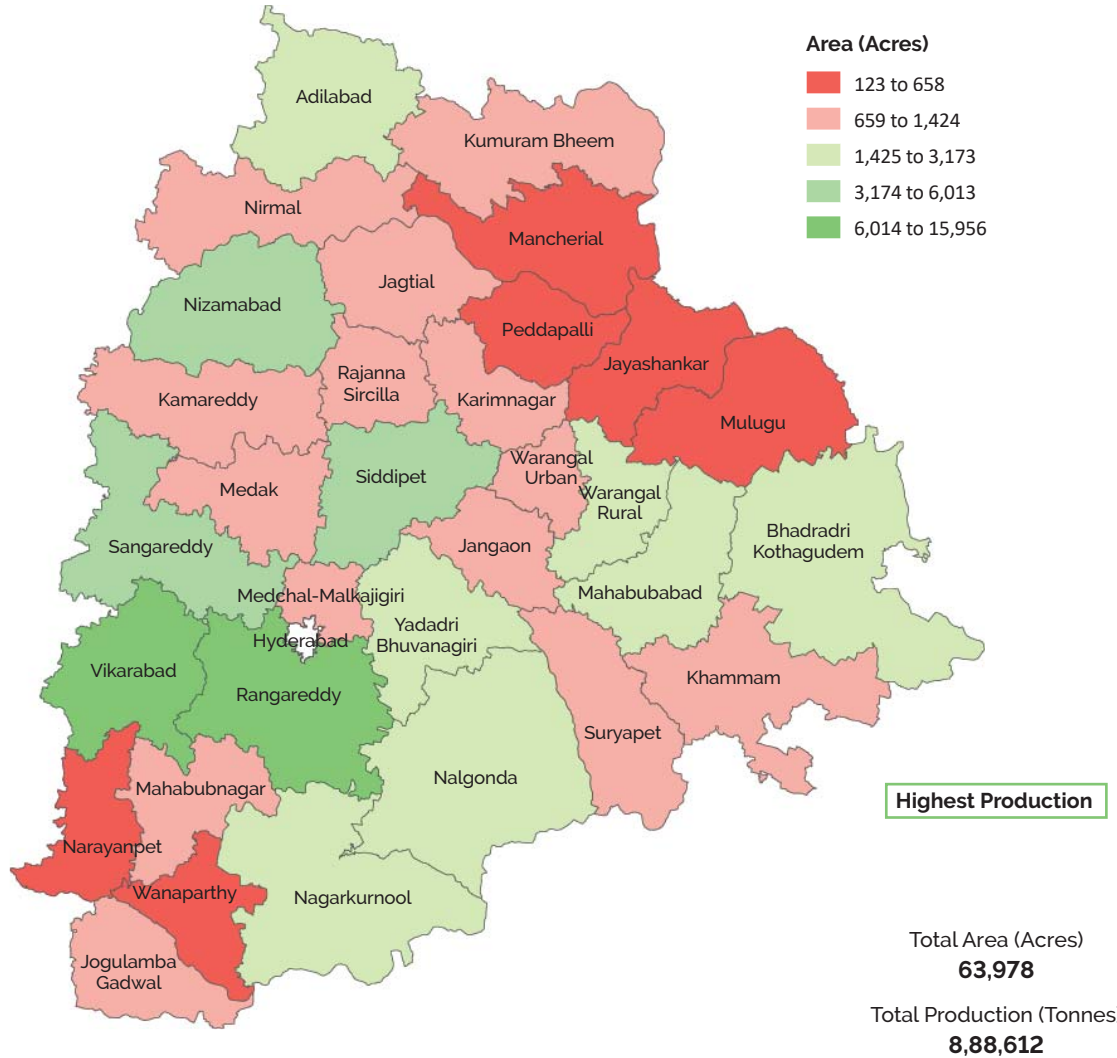 Area (Acres)
123 to 658
659 to 1,424
1,425 to 3,173
3,174 to 6,013
6,014 to 15,956
Adilabad
Kumuram Bheem
Nirmal
Mancherial
Jagtial
Nizamabad
Peddapalli
Jayashankar
Rajanna
Sircilla
Kamareddy
Karimnagar
Mulugu
Warangal
Urban
Siddipet
Medak
Warangal
Rural
Bhadradri
Kothagudem
Sangareddy
Jangaon
Mahabubabad
Medchal-Malkajigiri
Yadadri
Bhuvanagiri
Hyderabad
Vikarabad
Rangareddy
Khammam
Suryapet
Nalgonda
Mahabubnagar
Highest Production
Narayanpet
Wanaparthy
Nagarkurnool
Jogulamba
Gadwal
Total Area (Acres)
63,978
Total Production (Tonnes
8,88,612